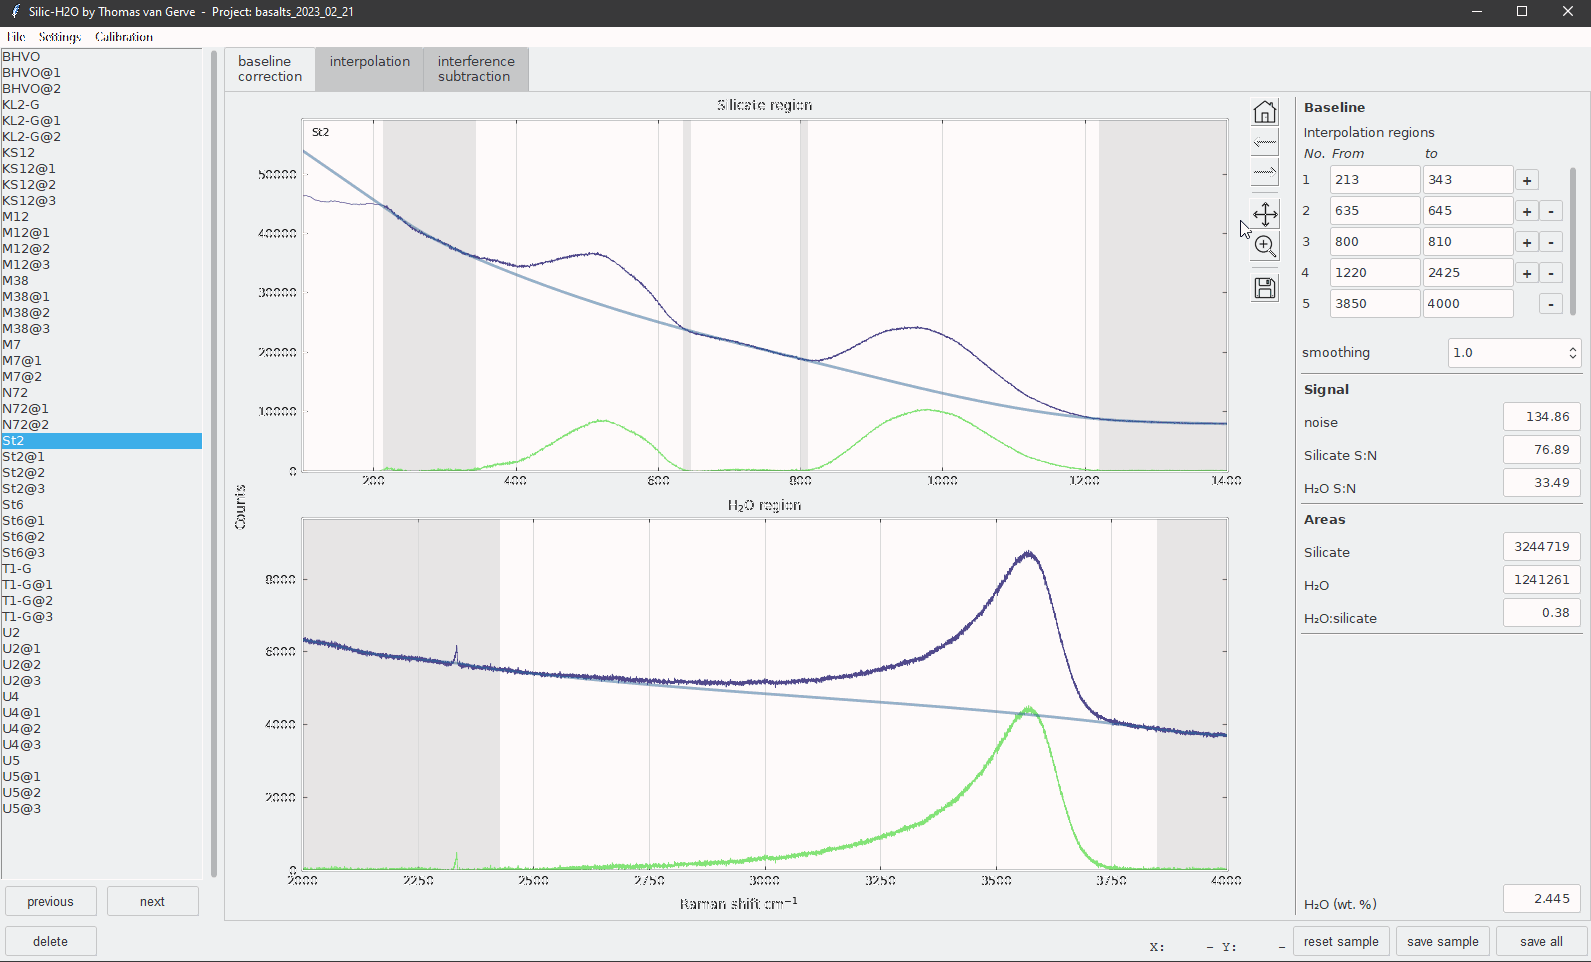 Silic-H2O by Thomas van Gerve - Project: basalts_2023_02_21
File Settings Calibration
BHVO
BHVO@1
BHVO@2
KL2-G
KL2-G@1
KL2-G@2
KS12
KS12@1
KS12@2
KS12@3
M12
M12@1
M12@2
M12@3
M38
M38@1
M38@2
M38@3
M7
M7@1
M7@2
N72
N72@1
N72@2
St2
St2@1
St2@2
St2@3
St6
St6@1
St6@2
St6@3
T1-G
T1-G@1
T1-G@2
T1-G@3
U2
U2@1
U2@2
U2@3
U4
U4@1
U4@2
U4@3
U5
U5@1
U5@2
U5@3
previous next
delete
baseline
correction
interpolation
interference
subtraction
Silicate region
St2
50000
40000
30000
20000
10000
0
200 400 600 800 1000 1200 1400
Counts
H₂O region
8000
6000
4000
2000
0
2000 2250 2500 2750 3000 3250 3500 3750 4000
Raman shift cm⁻¹
Baseline
Interpolation regions
No. From to
1 213 343 +
2 635 645 + -
3 800 810 + -
4 1220 2425 + -
5 3850 4000 -
smoothing 1.0
Signal
noise 134.86
Silicate S:N 76.89
H₂O S:N 33.49
Areas
Silicate 3244719
H₂O 1241261
H₂O:silicate 0.38
H₂O (wt. %) 2.445
X: - Y: -
reset sample save sample save all